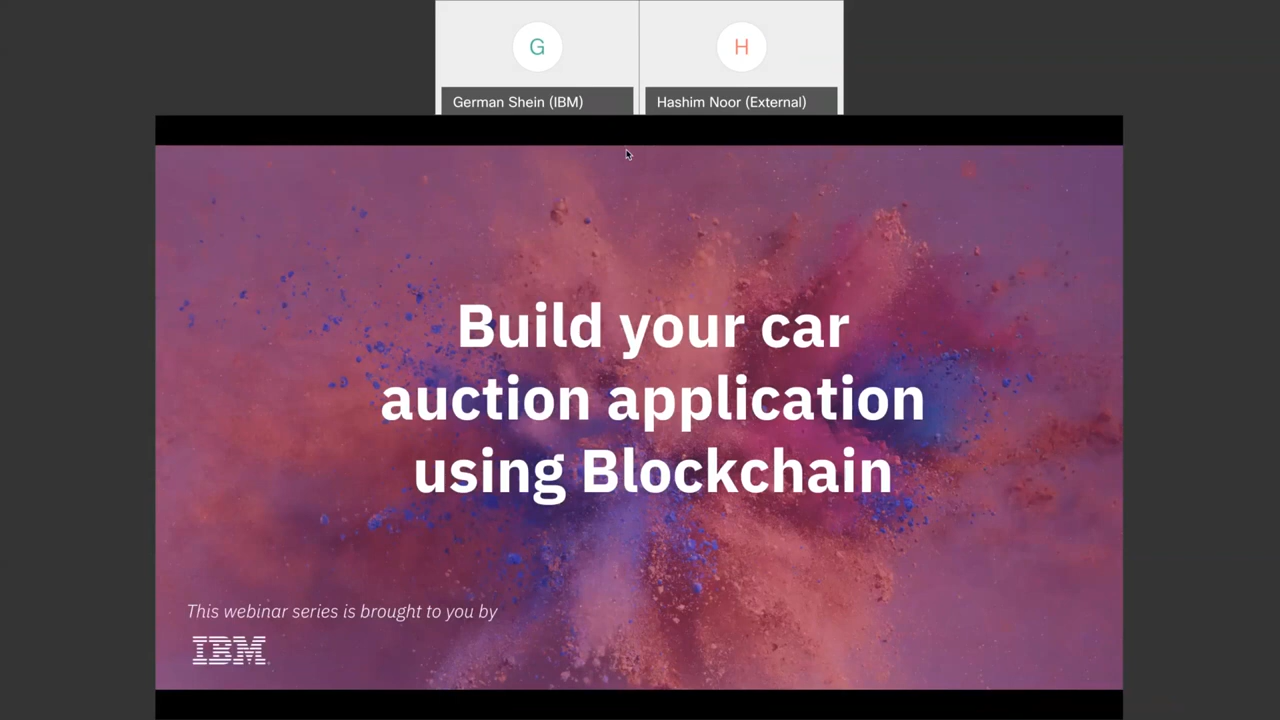 G
H
German Shein (IBM)
Hashim Noor (External)
Build your car
auction application
using Blockchain
This webinar series is brought to you by
IBM